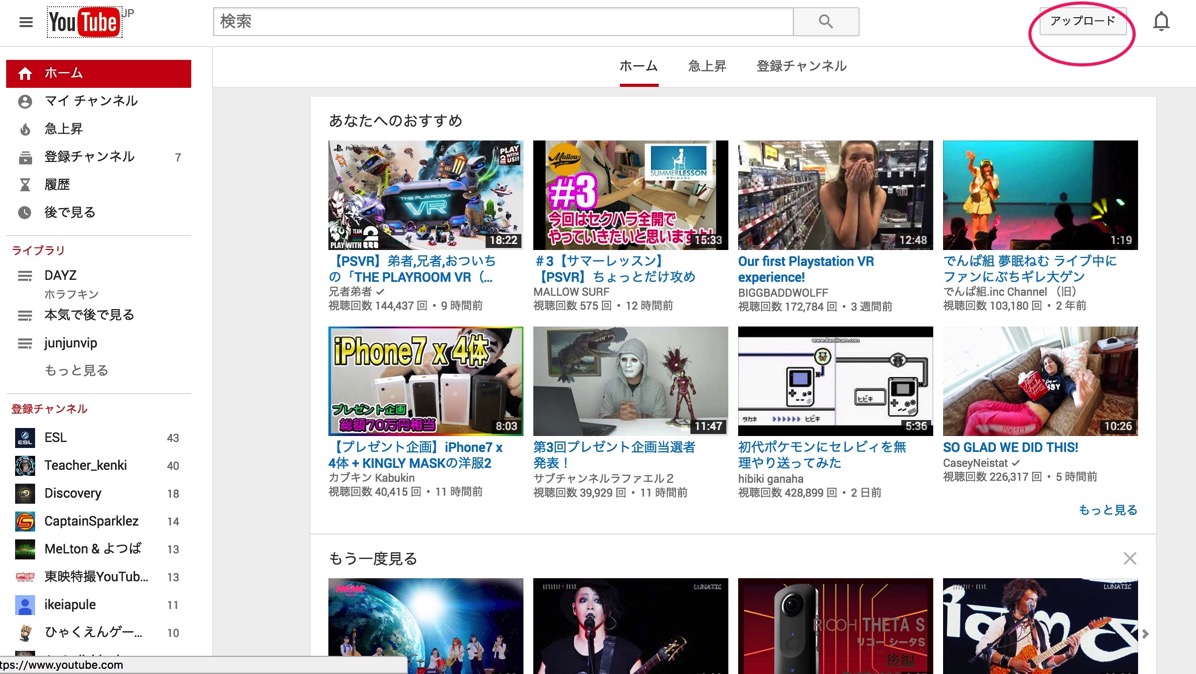 YouTube JP
検索
アップロード
ホーム
急上昇
登録チャンネル
ホーム
マイ チャンネル
急上昇
登録チャンネル 7
履歴
後で見る
ライブラリ
DAYZ
ホラフキン
本気で後で見る
junjunvip
もっと見る
登録チャンネル
ESL 43
Teacher_kenki 40
Discovery 18
CaptainSparklez 14
MeLton & よつば 13
東映特撮YouTub... 13
ikeiapule 11
ひゃくえんゲー... 10
tps://www.youtube.com
あなたへのおすすめ
PLAY WITH US!!
THE PLAYROOM
VR
PLAY WITH 2
18:22
【PSVR】弟者,兄者,おついち
の「THE PLAYROOM VR（...
兄者弟者
視聴回数 144,437 回・9 時間前
Mallow
SUMMER LESSON
#3
今回はセクハラ全開で
やっていきたいと思いますよ!
15:33
＃3【サマーレッスン】
【PSVR】ちょっとだけ攻め
MALLOW SURF
視聴回数 575 回・12 時間前
12:48
Our first Playstation VR
experience!
BIGGBADDWOLFF
視聴回数 172,784 回・3 週間前
1:19
でんぱ組 夢眠ねむ ライブ中に
ファンにぶちギレ大ゲン
でんぱ組.inc Channel （旧）
視聴回数 103,180 回・2 年前
iPhone7 x 4体
プレゼント企画
総額70万円相当
8:03
【プレゼント企画】iPhone7 x
4体 + KINGLY MASKの洋服2
カブキン Kabukin
視聴回数 40,415 回・11 時間前
11:47
第3回プレゼント企画当選者
発表！
サブチャンネルラファエル２
視聴回数 39,929 回・11 時間前
サカネ
ヒビキ
ヒビキ
5:36
初代ポケモンにセレビィを無
理やり送ってみた
hibiki ganaha
視聴回数 428,899 回・2 日前
10:26
SO GLAD WE DID THIS!
CaseyNeistat
視聴回数 226,317 回・5 時間前
もっと見る
もう一度見る
LUNATIC
RICOH THETA S
リコー シータS
後編
LUNATIC